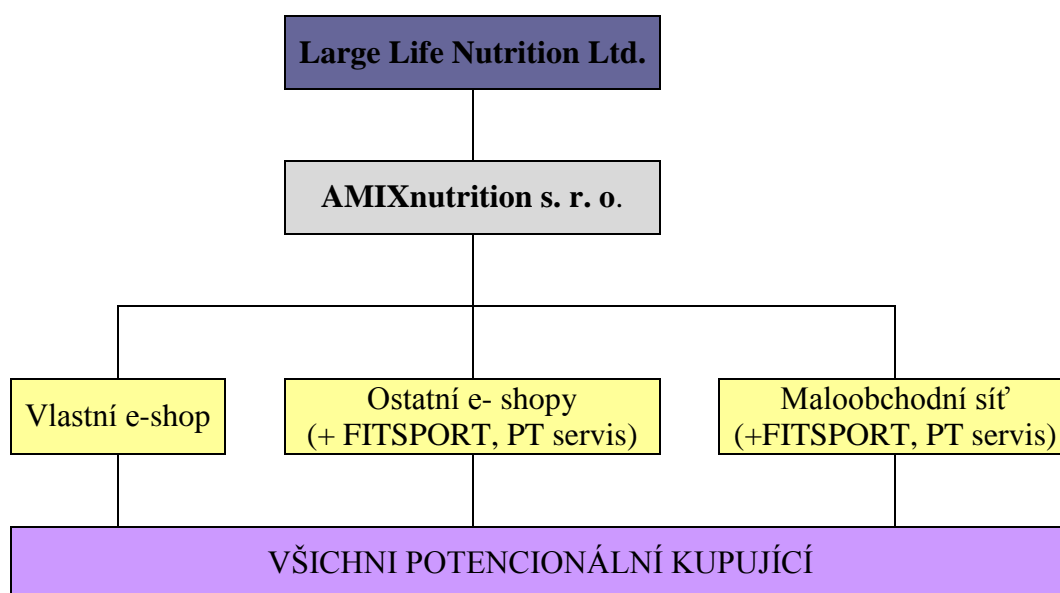 Large Life Nutrition Ltd.
AMIXnutrition s. r. o.
Vlastní e-shop
Ostatní e- shopy
(+ FITSPORT, PT servis)
Maloobchodní síť
(+FITSPORT, PT servis)
VŠICHNI POTENCIONÁLNÍ KUPUJÍCÍ